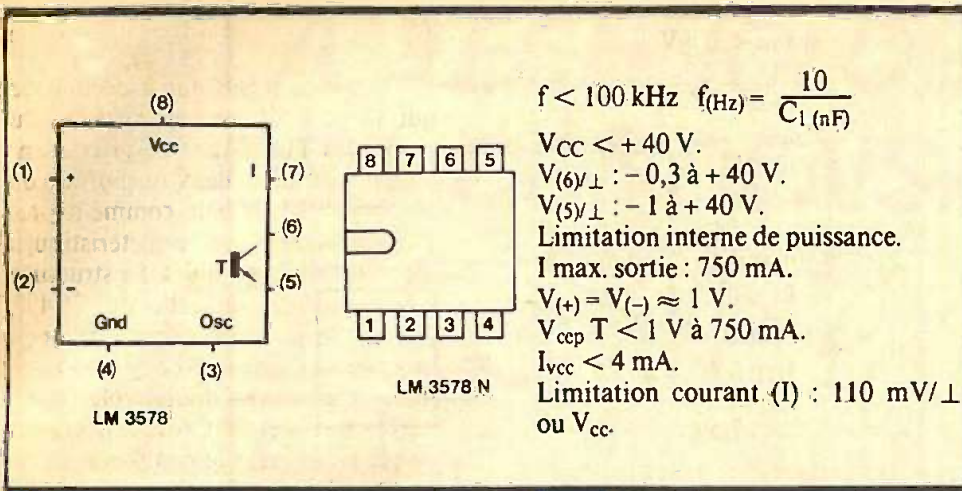 (8)
Vcc
(1) + I (7)
(6)
T
(2) - (5)
Gnd Osc
(4) (3)
LM 3578
8 7 6 5
1 2 3 4
LM 3578 N
f < 100 kHz f(Hz) = 10 / C1 (nF)
VCC < + 40 V.
V(6)/⊥ : – 0,3 à + 40 V.
V(5)/⊥ : – 1 à + 40 V.
Limitation interne de puissance.
I max. sortie : 750 mA.
V(+) = V(–) ≈ 1 V.
Vcep T < 1 V à 750 mA.
Ivcc < 4 mA.
Limitation courant (I) : 110 mV/⊥
ou Vcc.